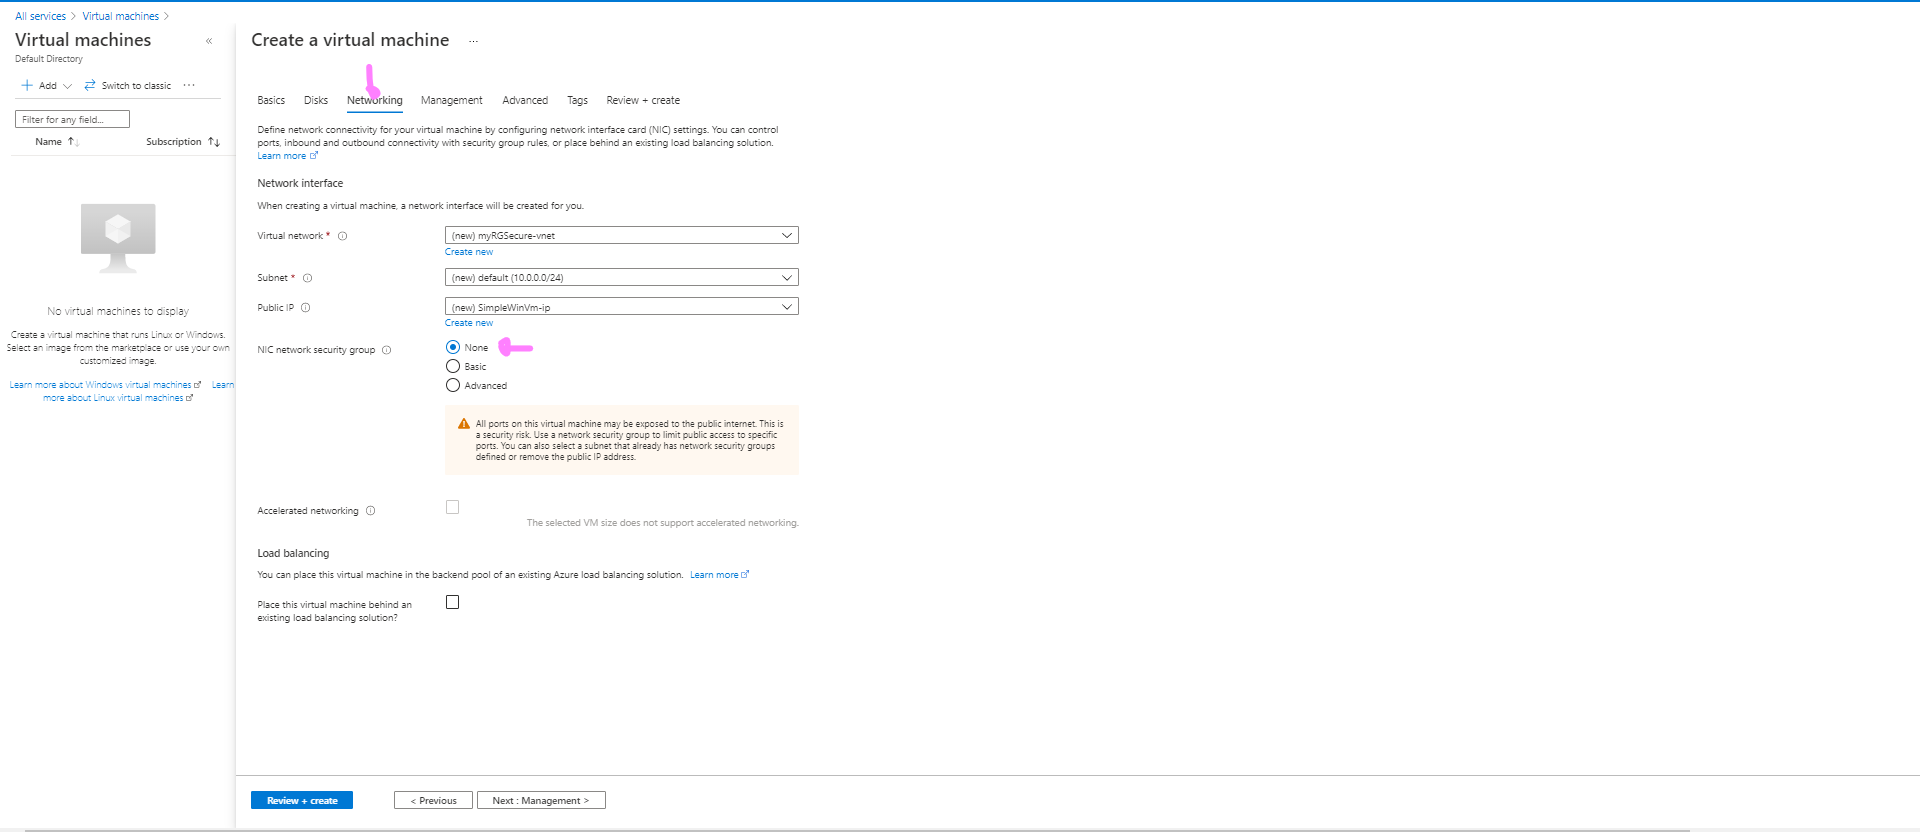 All services > Virtual machines >
Virtual machines «
Default Directory
+ Add Switch to classic ...
Filter for any field...
Name ↑↓ Subscription ↑↓
No virtual machines to display
Create a virtual machine that runs Linux or Windows.
Select an image from the marketplace or use your own
customized image.
Learn more about Windows virtual machines Learn
more about Linux virtual machines
Create a virtual machine ...
Basics Disks Networking Management Advanced Tags Review + create
Define network connectivity for your virtual machine by configuring network interface card (NIC) settings. You can control
ports, inbound and outbound connectivity with security group rules, or place behind an existing load balancing solution.
Learn more
Network interface
When creating a virtual machine, a network interface will be created for you.
Virtual network * (new) myRGSecure-vnet
Create new
Subnet * (new) default (10.0.0.0/24)
Public IP (new) SimpleWinVm-ip
Create new
NIC network security group None
Basic
Advanced
All ports on this virtual machine may be exposed to the public internet. This is
a security risk. Use a network security group to limit public access to specific
ports. You can also select a subnet that already has network security groups
defined or remove the public IP address.
Accelerated networking
The selected VM size does not support accelerated networking.
Load balancing
You can place this virtual machine in the backend pool of an existing Azure load balancing solution. Learn more
Place this virtual machine behind an
existing load balancing solution?
Review + create < Previous Next : Management >